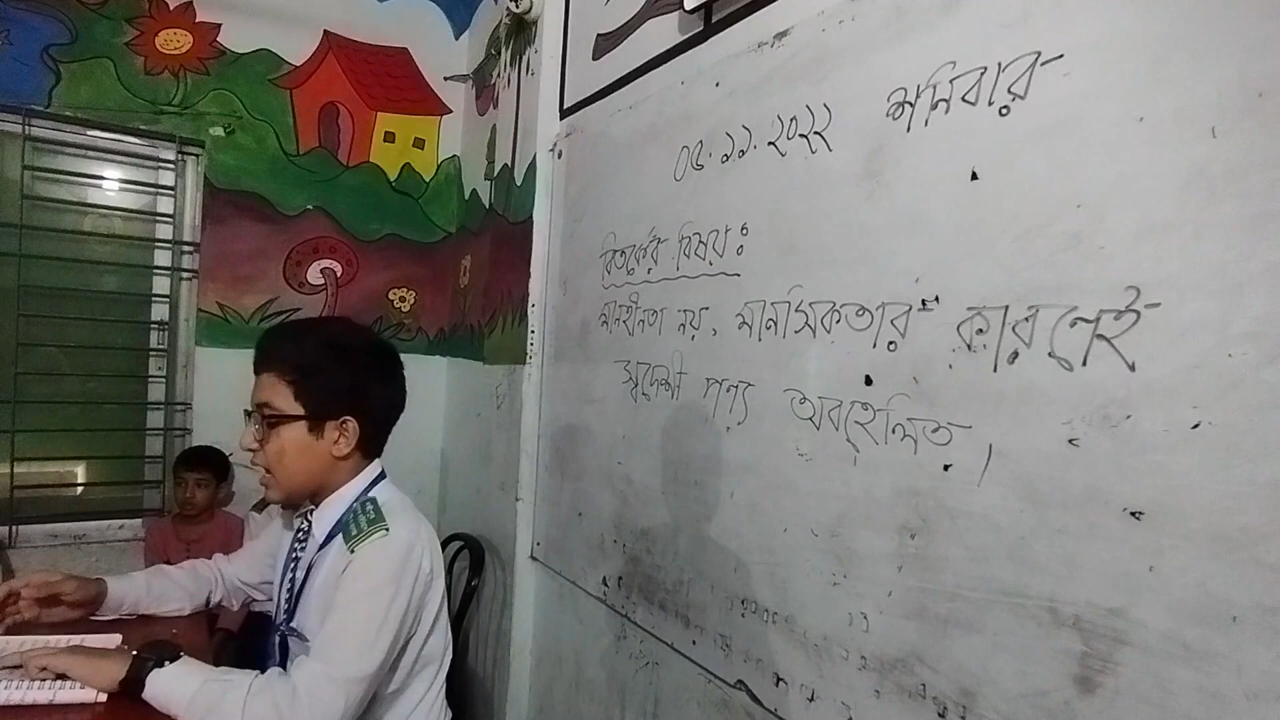 ০৫.১১.২০২২ শনিবার
বিতর্কের বিষয়ঃ
মানহীনতা নয়, মানসিকতার কারণেই
স্বদেশী পণ্য অবহেলিত।